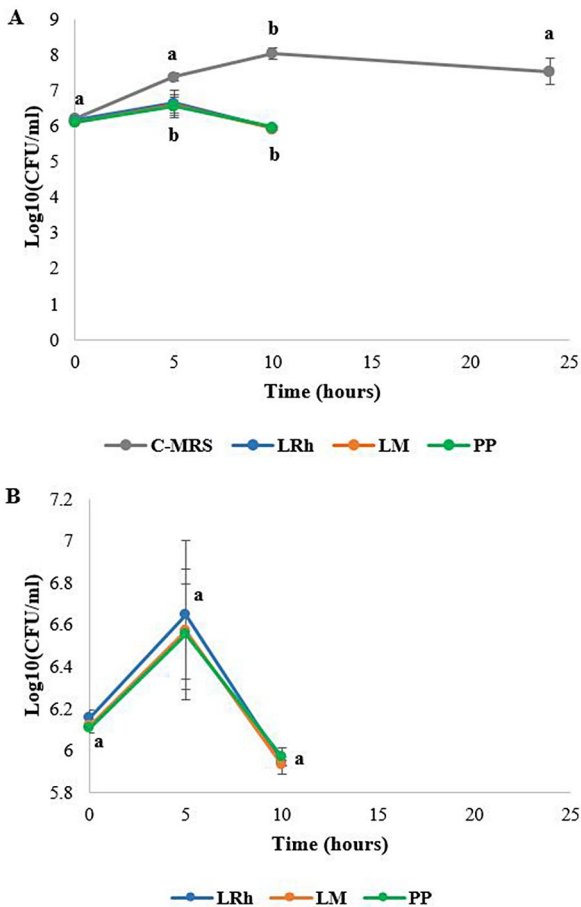 A
9
8
7
6
5
4
3
2
1
0
Log10(CFU/ml)
a
a
b
a
b
b
0 5 10 15 20 25
Time (hours)
C-MRS LRh LM PP
B
7.2
7
6.8
6.6
6.4
6.2
6
5.8
Log10(CFU/ml)
a
a
a
0 5 10 15 20 25
Time (hours)
LRh LM PP